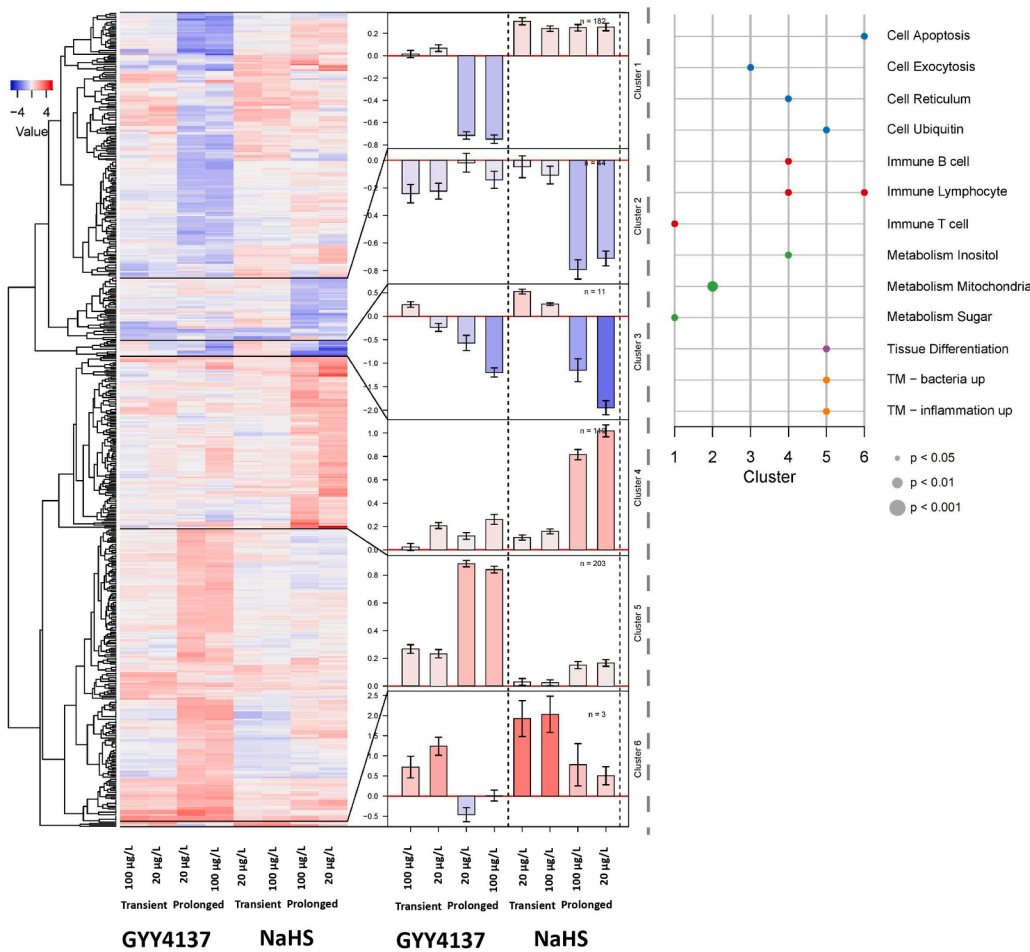 −4 4
Value
0.2
0.0
−0.2
−0.4
−0.6
−0.8
n = 182
Cluster 1
0.0
−0.2
−0.4
−0.6
−0.8
n = 44
Cluster 2
0.5
0.0
−0.5
−1.0
−1.5
−2.0
n = 11
Cluster 3
1.0
0.8
0.6
0.4
0.2
0.0
Cluster 4
0.8
0.6
0.4
0.2
0.0
n = 203
Cluster 5
2.5
2.0
1.5
1.0
0.5
0.0
−0.5
n = 3
Cluster 6
100 µg/L 20 µg/L 20 µg/L 100 µg/L 20 µg/L 100 µg/L 100 µg/L 20 µg/L
Transient Prolonged Transient Prolonged
GYY4137 NaHS
100 µg/L 20 µg/L 20 µg/L 100 µg/L 20 µg/L 100 µg/L 100 µg/L 20 µg/L
Transient Prolonged Transient Prolonged
GYY4137 NaHS
Cell Apoptosis
Cell Exocytosis
Cell Reticulum
Cell Ubiquitin
Immune B cell
Immune Lymphocyte
Immune T cell
Metabolism Inositol
Metabolism Mitochondria
Metabolism Sugar
Tissue Differentiation
TM − bacteria up
TM − inflammation up
1 2 3 4 5 6
Cluster
p < 0.05
p < 0.01
p < 0.001